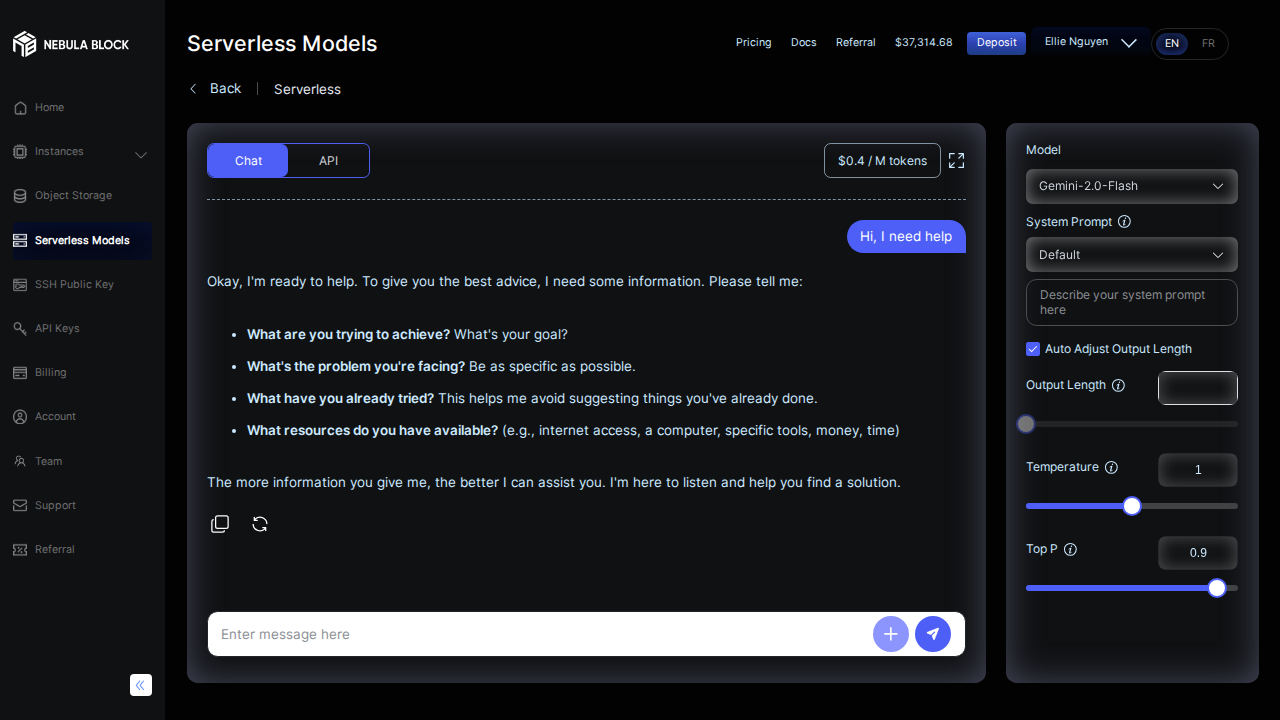 NEBULA BLOCK
Home
Instances
Object Storage
Serverless Models
SSH Public Key
API Keys
Billing
Account
Team
Support
Referral
Serverless Models
Pricing
Docs
Referral
$37,314.68
Deposit
Ellie Nguyen
EN
FR
Back
Serverless
Chat
API
$0.4 / M tokens
Hi, I need help
Okay, I'm ready to help. To give you the best advice, I need some information. Please tell me:
• What are you trying to achieve? What's your goal?
• What's the problem you're facing? Be as specific as possible.
• What have you already tried? This helps me avoid suggesting things you've already done.
• What resources do you have available? (e.g., internet access, a computer, specific tools, money, time)
The more information you give me, the better I can assist you. I'm here to listen and help you find a solution.
Enter message here
Model
Gemini-2.0-Flash
System Prompt
Default
Describe your system prompt
here
Auto Adjust Output Length
Output Length
Temperature
1
Top P
0.9